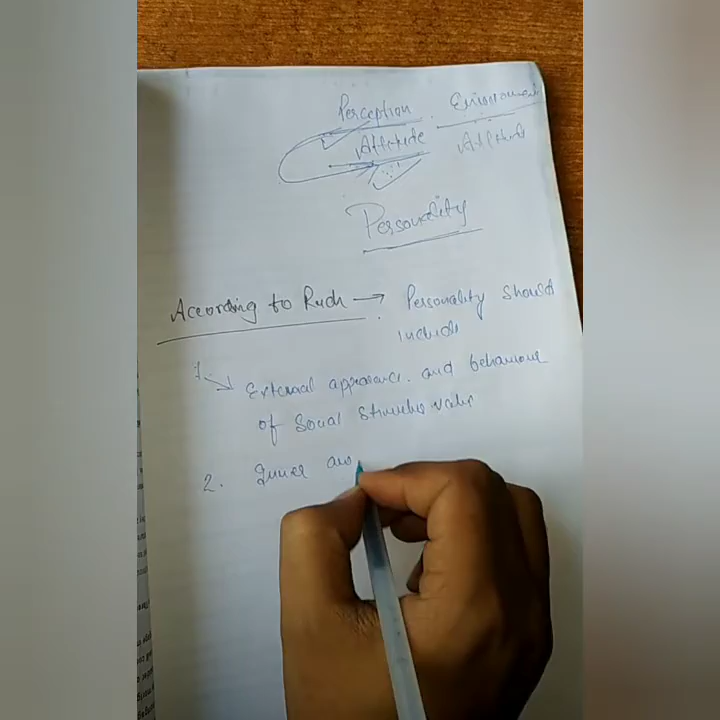 Perception
Environment
Attitude
Attitude
Personality
According to Ruch → Personality should
include
1. External appearance and behaviour
of Social Stimulus value
2. Inner aw